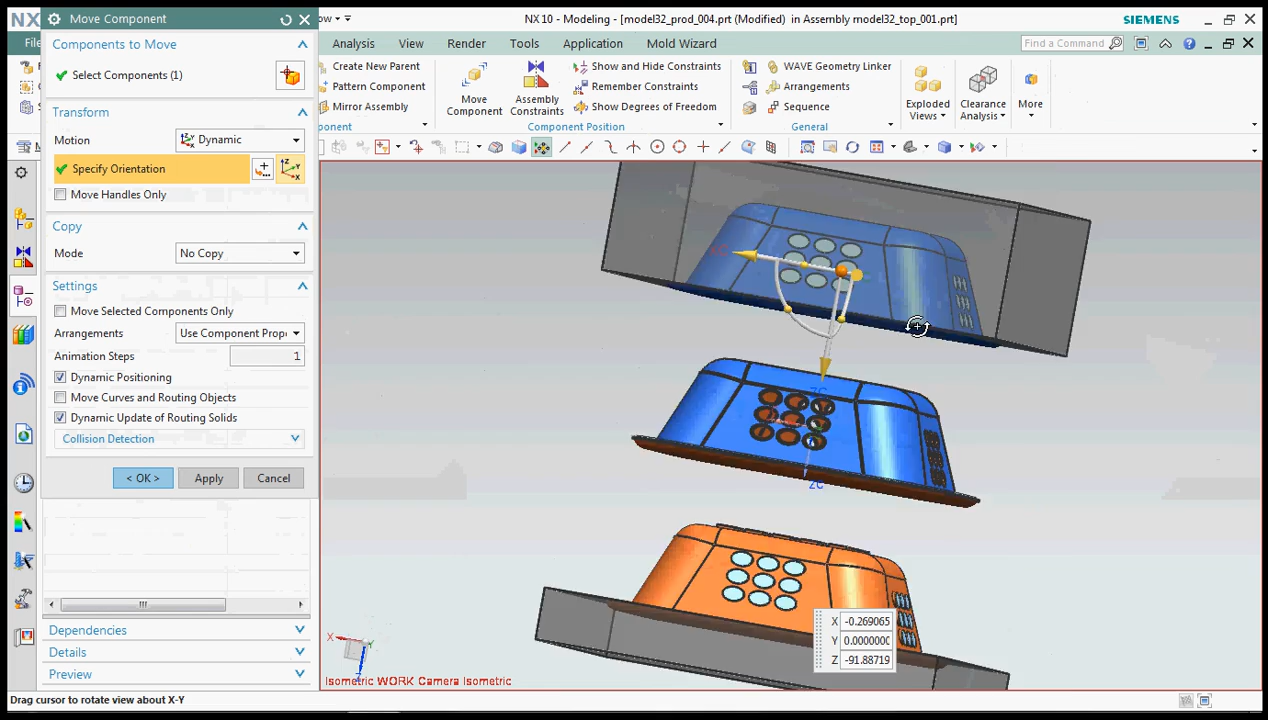 NX
Move Component
ow
NX 10 - Modeling - [model32_prod_004.prt (Modified) in Assembly model32_top_001.prt]
SIEMENS
Components to Move
File
Analysis
View
Render
Tools
Application
Mold Wizard
Find a Command
Select Components (1)
Create New Parent
Pattern Component
Mirror Assembly
Move Component
Assembly Constraints
Show and Hide Constraints
Remember Constraints
Show Degrees of Freedom
WAVE Geometry Linker
Arrangements
Sequence
Exploded Views
Clearance Analysis
More
ponent
Component Position
General
Transform
Motion
Dynamic
Specify Orientation
Move Handles Only
Copy
Mode
No Copy
Settings
Move Selected Components Only
Arrangements
Use Component Prop
Animation Steps
1
Dynamic Positioning
Move Curves and Routing Objects
Dynamic Update of Routing Solids
Collision Detection
< OK >
Apply
Cancel
XC
ZC
ZC
X -0.269065
Y 0.000000
Z -91.88719
X
Y
Z
Isometric WORK Camera Isometric
Dependencies
Details
Preview
Drag cursor to rotate view about X-Y